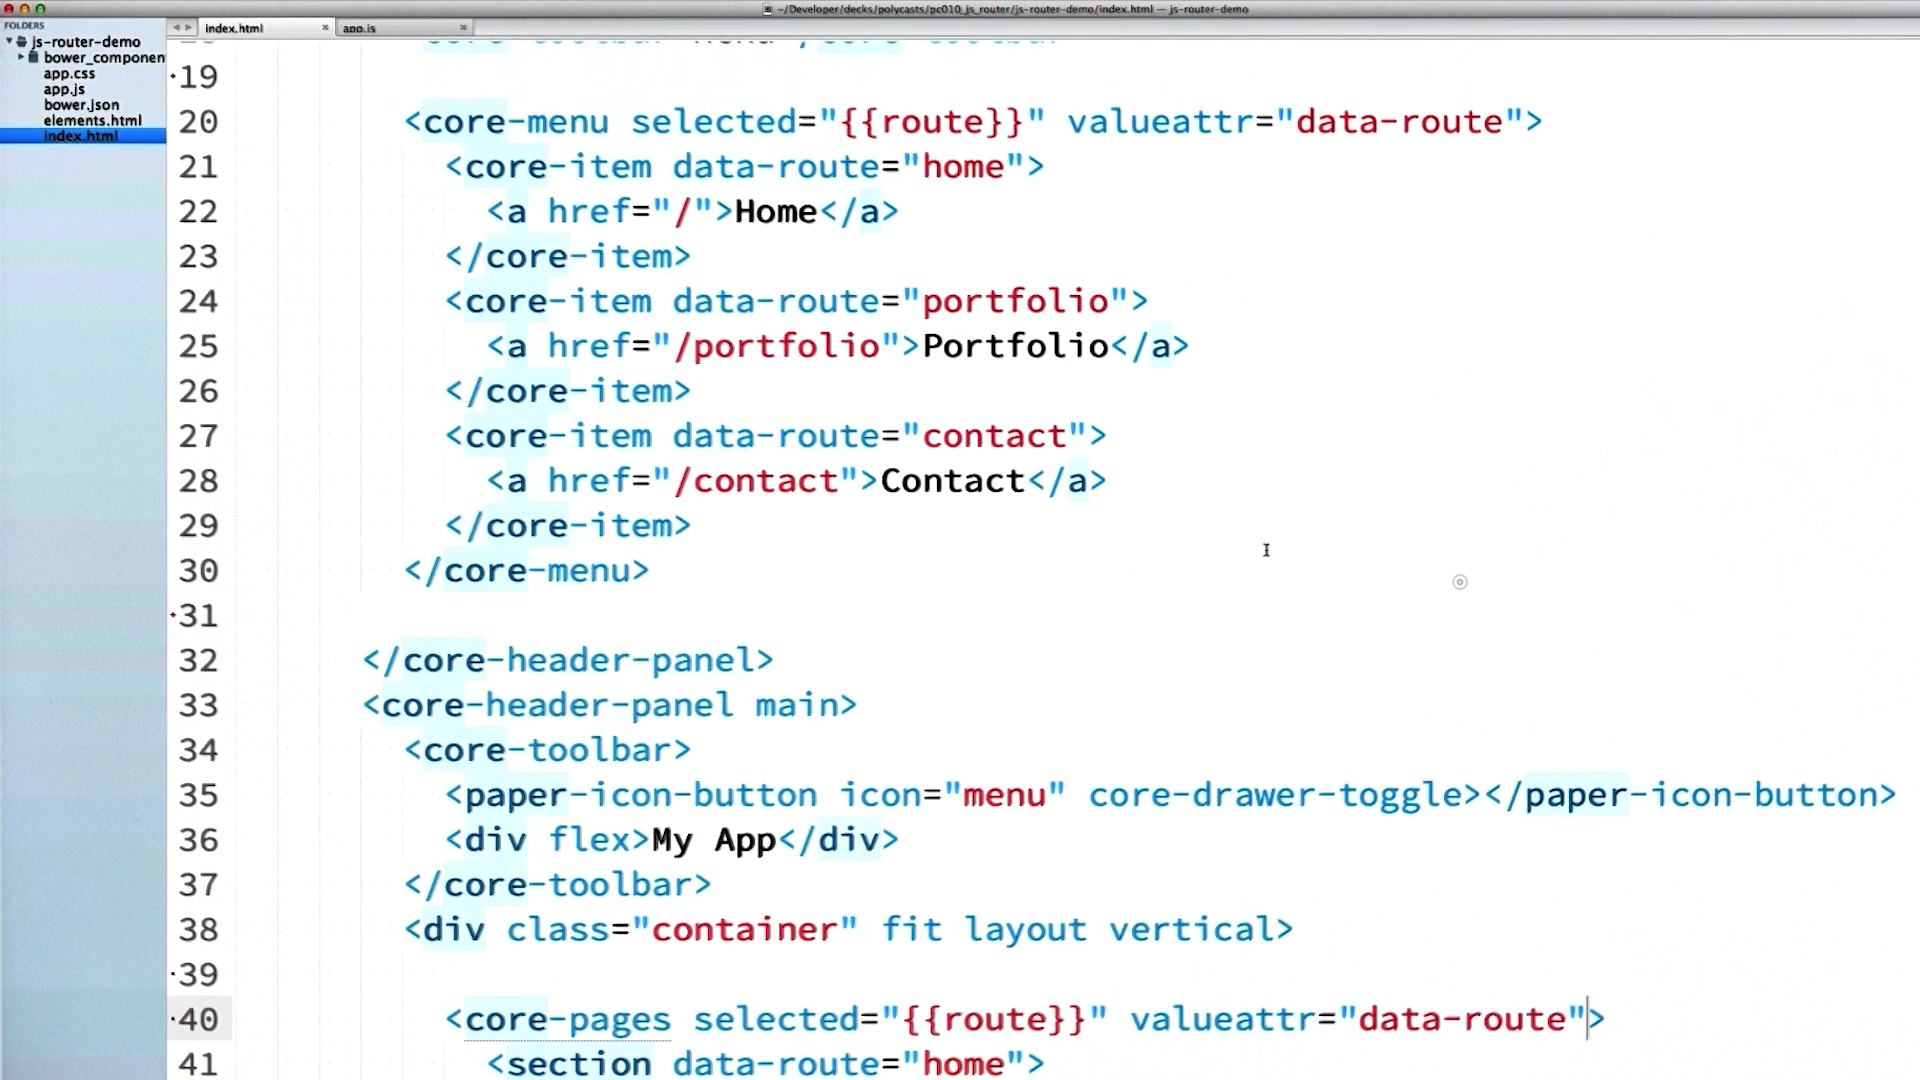 ~/Developer/decks/polycasts/pc010_js_router/js-router-demo/index.html — js-router-demo
FOLDERS
js-router-demo
bower_componen
app.css
app.js
bower.json
elements.html
index.html
index.html
app.js
19
20 <core-menu selected="{{route}}" valueattr="data-route">
21 <core-item data-route="home">
22 <a href="/">Home</a>
23 </core-item>
24 <core-item data-route="portfolio">
25 <a href="/portfolio">Portfolio</a>
26 </core-item>
27 <core-item data-route="contact">
28 <a href="/contact">Contact</a>
29 </core-item>
30 </core-menu>
31
32 </core-header-panel>
33 <core-header-panel main>
34 <core-toolbar>
35 <paper-icon-button icon="menu" core-drawer-toggle></paper-icon-button>
36 <div flex>My App</div>
37 </core-toolbar>
38 <div class="container" fit layout vertical>
39
40 <core-pages selected="{{route}}" valueattr="data-route">
41 <section data-route="home">